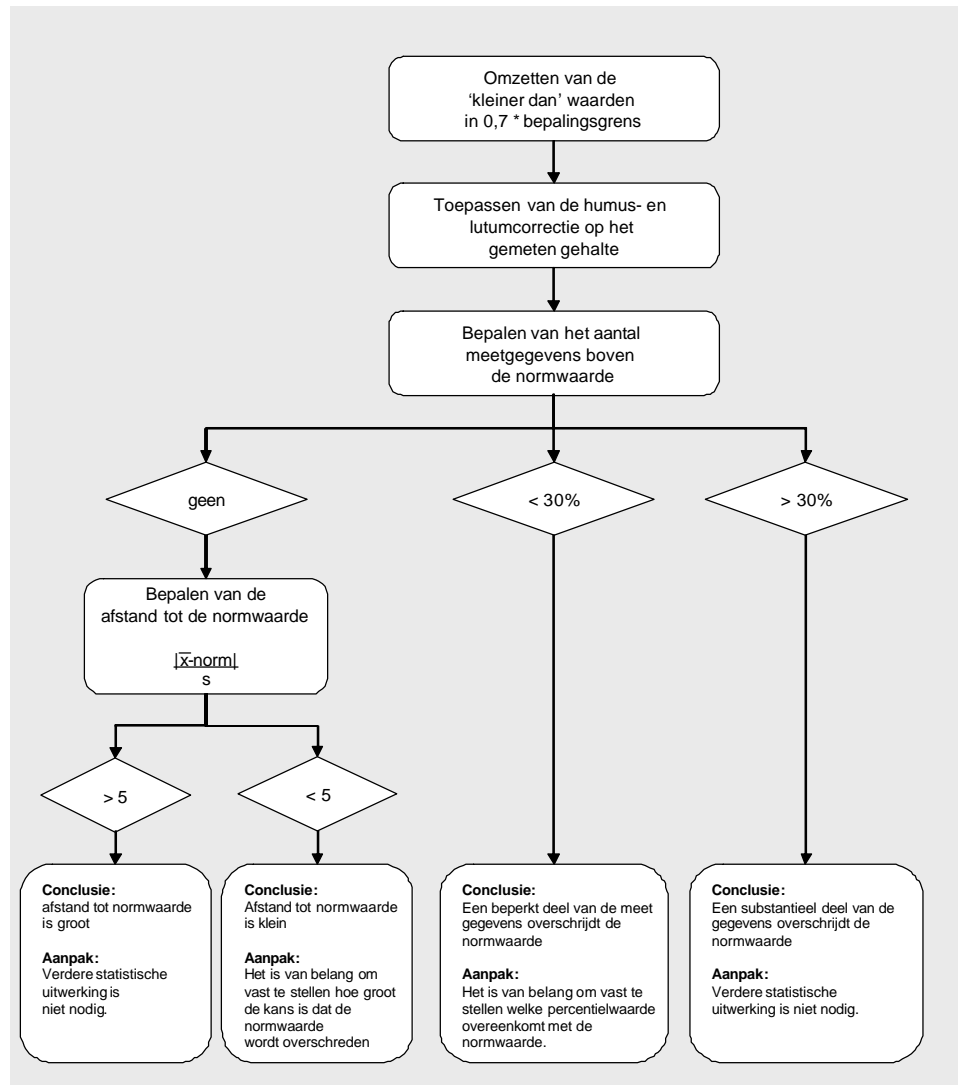 Omzetten van de
‘kleiner dan’ waarden
in 0,7 * bepalingsgrens
Toepassen van de humus- en
lutumcorrectie op het
gemeten gehalte
Bepalen van het aantal
meetgegevens boven
de normwaarde
geen
< 30%
> 30%
Bepalen van de
afstand tot de normwaarde
|x̅-norm|
s
> 5
< 5
Conclusie:
afstand tot normwaarde
is groot
Aanpak:
Verdere statistische
uitwerking is
niet nodig.
Conclusie:
Afstand tot normwaarde
is klein
Aanpak:
Het is van belang om
vast te stellen hoe groot
de kans is dat de
normwaarde
wordt overschreden
Conclusie:
Een beperkt deel van de meet
gegevens overschrijdt de
normwaarde
Aanpak:
Het is van belang om vast te
stellen welke percentielwaarde
overeenkomt met de
normwaarde.
Conclusie:
Een substantieel deel van de
gegevens overschrijdt de
normwaarde
Aanpak:
Verdere statistische
uitwerking is niet nodig.